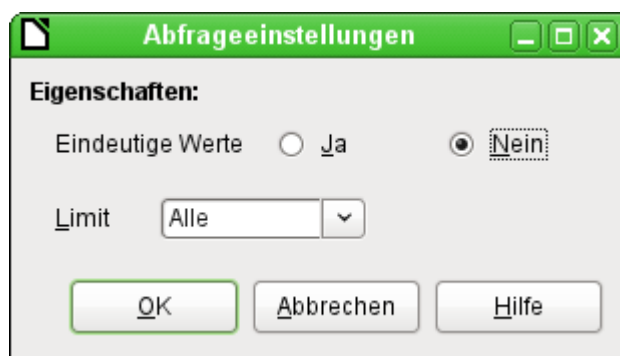 Abfrageeinstellungen
Eigenschaften:
Eindeutige Werte Ja Nein
Limit Alle
OK Abbrechen Hilfe